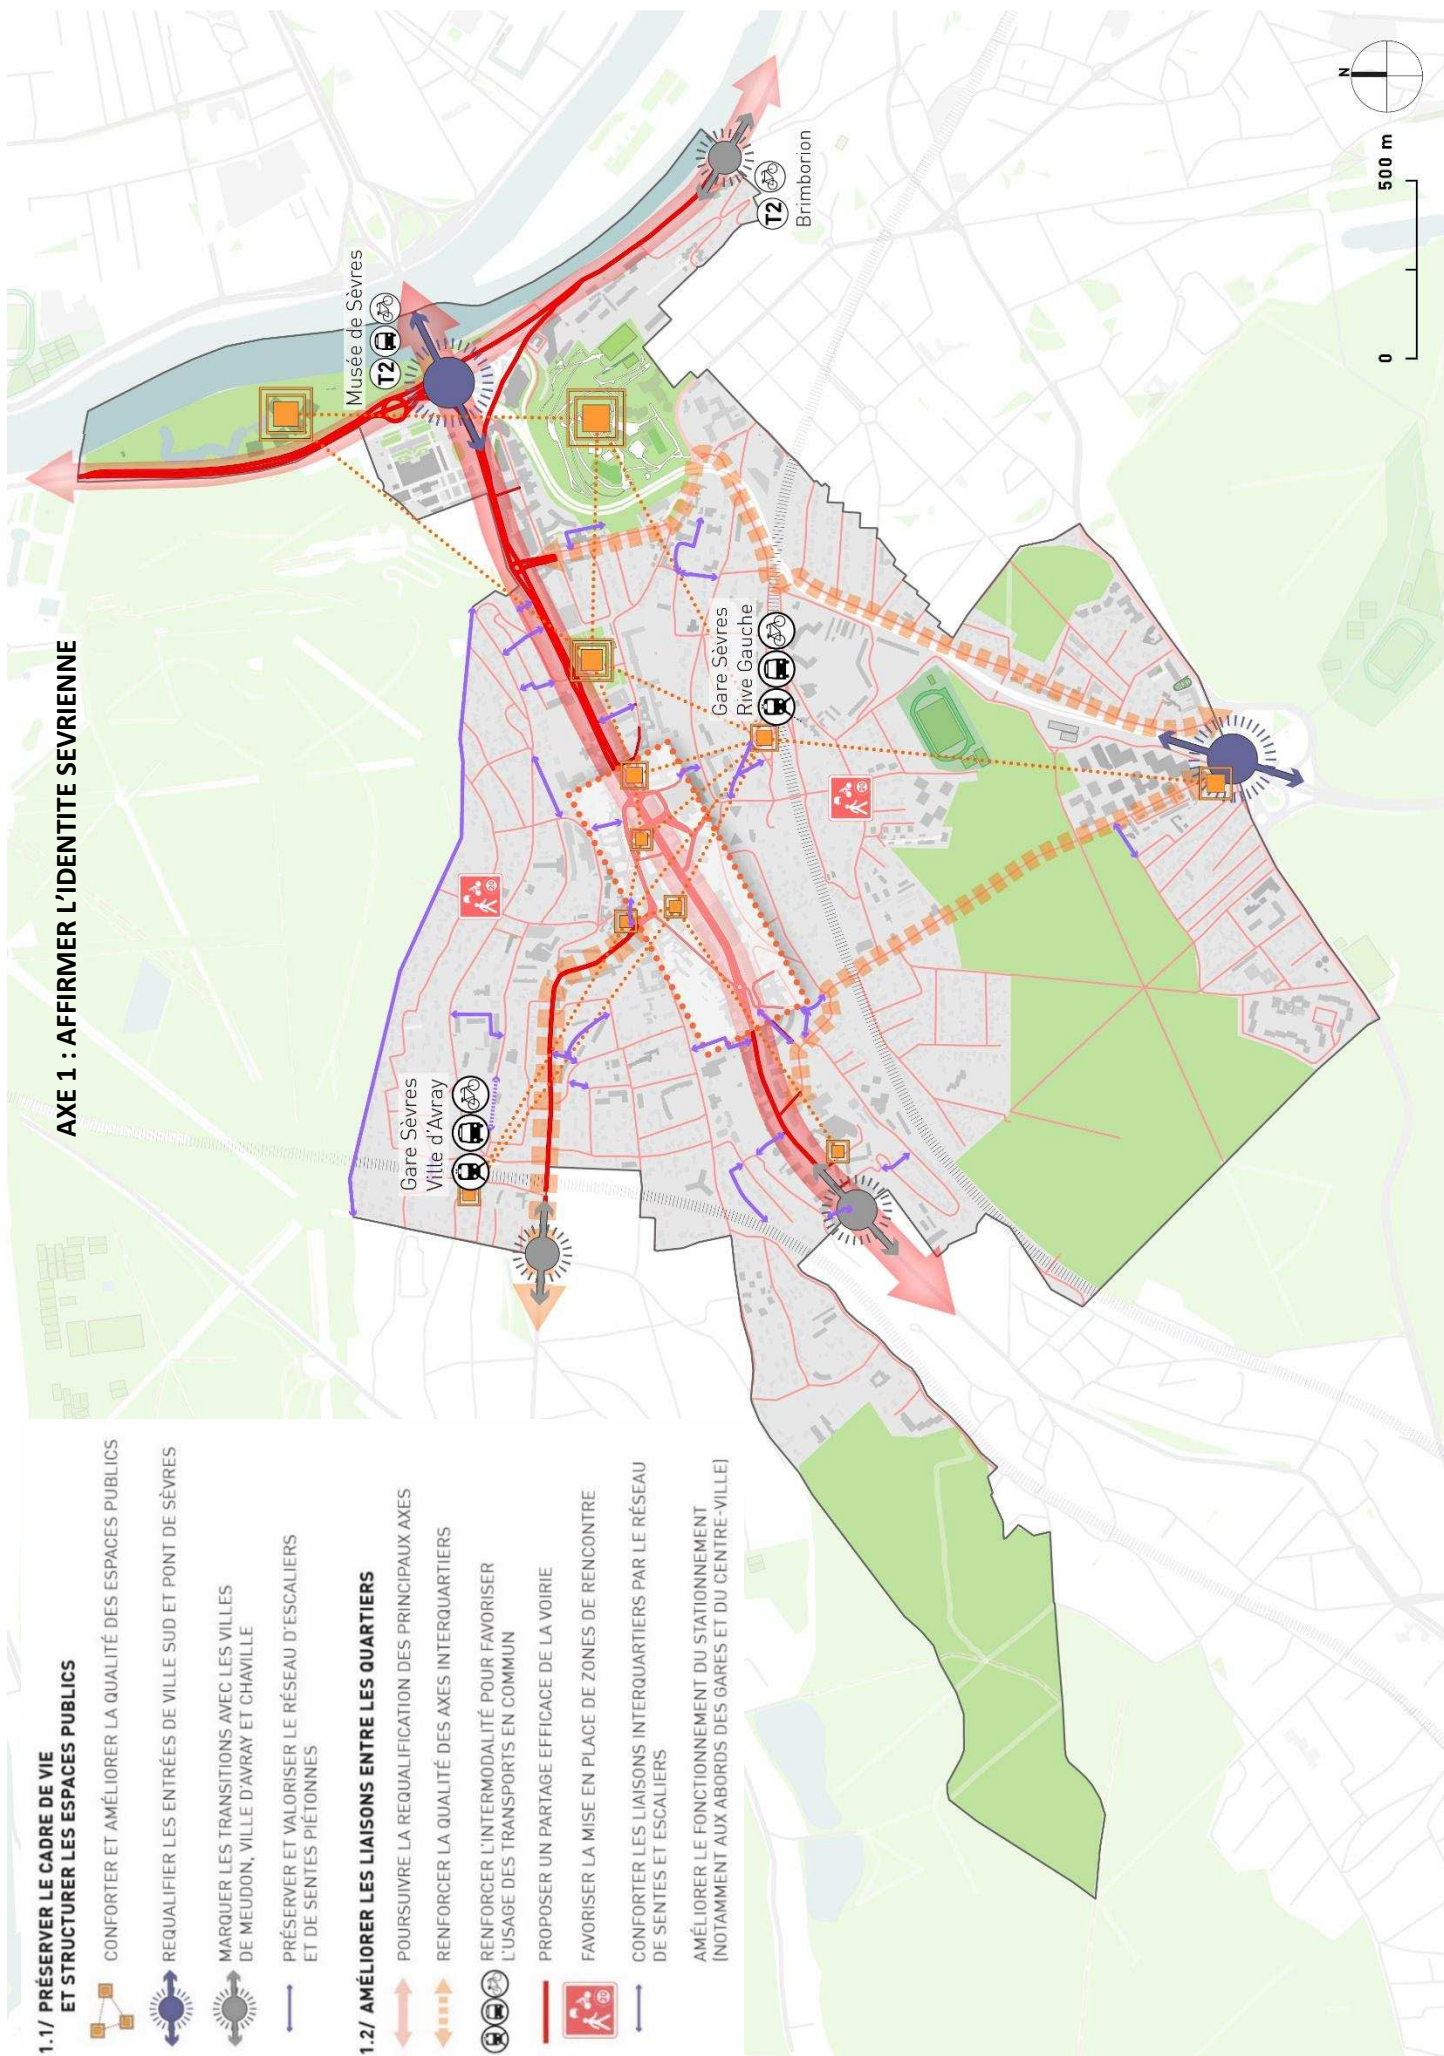 AXE 1 : AFFIRMER L'IDENTITE SEVRIENNE
1.1/ PRÉSERVER LE CADRE DE VIE
ET STRUCTURER LES ESPACES PUBLICS
CONFORTER ET AMÉLIORER LA QUALITÉ DES ESPACES PUBLICS
REQUALIFIER LES ENTRÉES DE VILLE SUD ET PONT DE SÈVRES
MARQUER LES TRANSITIONS AVEC LES VILLES
DE MEUDON, VILLE D'AVRAY ET CHAVILLE
PRÉSERVER ET VALORISER LE RÉSEAU D'ESCALIERS
ET DE SENTES PIÉTONNES
1.2/ AMÉLIORER LES LIAISONS ENTRE LES QUARTIERS
POURSUIVRE LA REQUALIFICATION DES PRINCIPAUX AXES
RENFORCER LA QUALITÉ DES AXES INTERQUARTIERS
RENFORCER L'INTERMODALITÉ POUR FAVORISER
L'USAGE DES TRANSPORTS EN COMMUN
PROPOSER UN PARTAGE EFFICACE DE LA VOIRIE
20
FAVORISER LA MISE EN PLACE DE ZONES DE RENCONTRE
CONFORTER LES LIAISONS INTERQUARTIERS PAR LE RÉSEAU
DE SENTES ET ESCALIERS
AMÉLIORER LE FONCTIONNEMENT DU STATIONNEMENT
(NOTAMMENT AUX ABORDS DES GARES ET DU CENTRE-VILLE)
Gare Sèvres
Ville d'Avray
20
Musée de Sèvres
T2
Gare Sèvres
Rive Gauche
20
T2
Brimborion
N
0
500 m